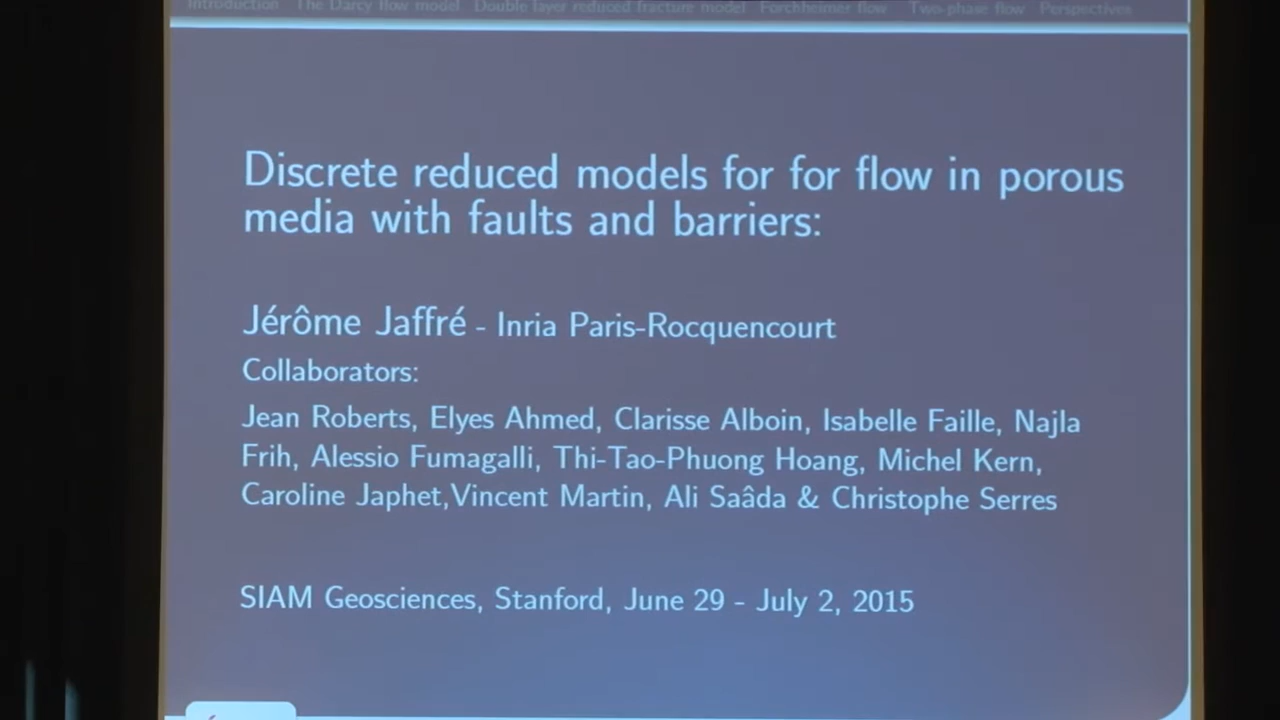 Introduction The Darcy flow model Double layer reduced fracture model Forchheimer flow Two-phase flow Perspectives
Discrete reduced models for for flow in porous
media with faults and barriers:
Jérôme Jaffré - Inria Paris-Rocquencourt
Collaborators:
Jean Roberts, Elyes Ahmed, Clarisse Alboin, Isabelle Faille, Najla
Frih, Alessio Fumagalli, Thi-Tao-Phuong Hoang, Michel Kern,
Caroline Japhet,Vincent Martin, Ali Saâda & Christophe Serres
SIAM Geosciences, Stanford, June 29 - July 2, 2015